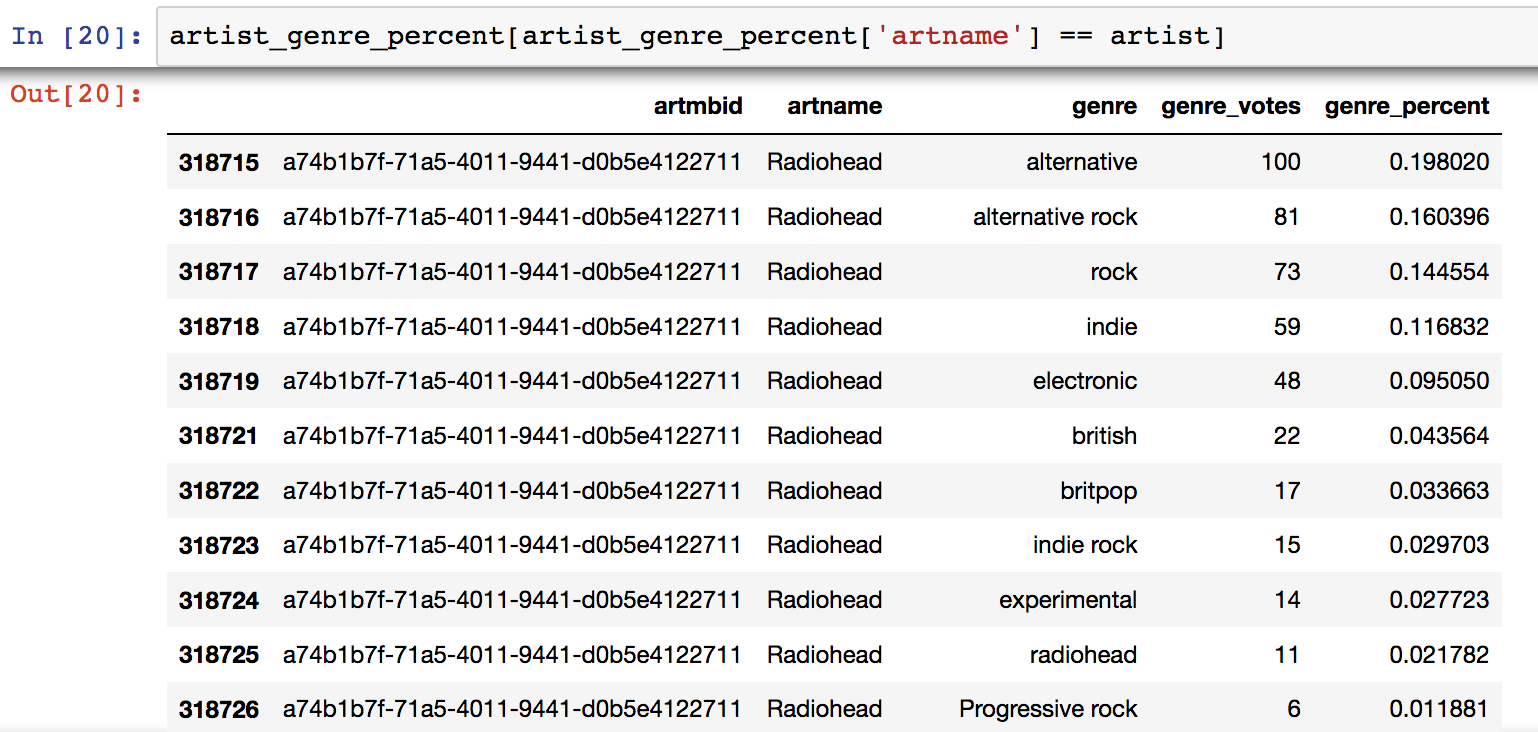 In [20]: artist_genre_percent[artist_genre_percent['artname'] == artist]
Out[20]:
artmbid artname genre genre_votes genre_percent
318715 a74b1b7f-71a5-4011-9441-d0b5e4122711 Radiohead alternative 100 0.198020
318716 a74b1b7f-71a5-4011-9441-d0b5e4122711 Radiohead alternative rock 81 0.160396
318717 a74b1b7f-71a5-4011-9441-d0b5e4122711 Radiohead rock 73 0.144554
318718 a74b1b7f-71a5-4011-9441-d0b5e4122711 Radiohead indie 59 0.116832
318719 a74b1b7f-71a5-4011-9441-d0b5e4122711 Radiohead electronic 48 0.095050
318721 a74b1b7f-71a5-4011-9441-d0b5e4122711 Radiohead british 22 0.043564
318722 a74b1b7f-71a5-4011-9441-d0b5e4122711 Radiohead britpop 17 0.033663
318723 a74b1b7f-71a5-4011-9441-d0b5e4122711 Radiohead indie rock 15 0.029703
318724 a74b1b7f-71a5-4011-9441-d0b5e4122711 Radiohead experimental 14 0.027723
318725 a74b1b7f-71a5-4011-9441-d0b5e4122711 Radiohead radiohead 11 0.021782
318726 a74b1b7f-71a5-4011-9441-d0b5e4122711 Radiohead Progressive rock 6 0.011881